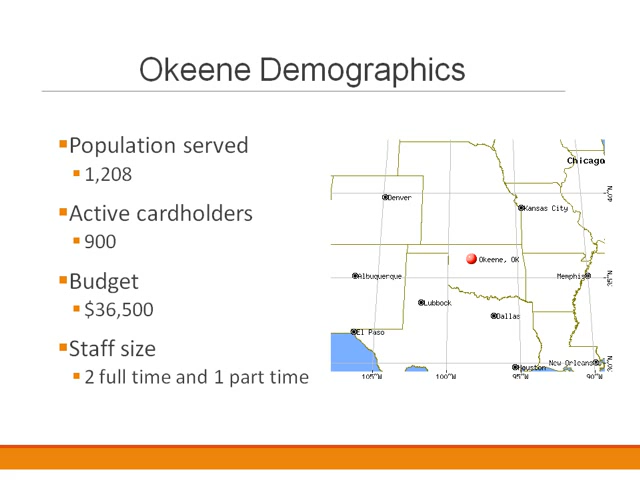 Okeene Demographics
Population served
1,208
Active cardholders
900
Budget
$36,500
Staff size
2 full time and 1 part time
Chicago
Denver
40°N
Kansas City
Okeene, OK
Albuquerque
Memphis
35°N
Lubbock
Dallas
El Paso
New Orleans
Houston
30°N
105°W
100°W
95°W
90°W